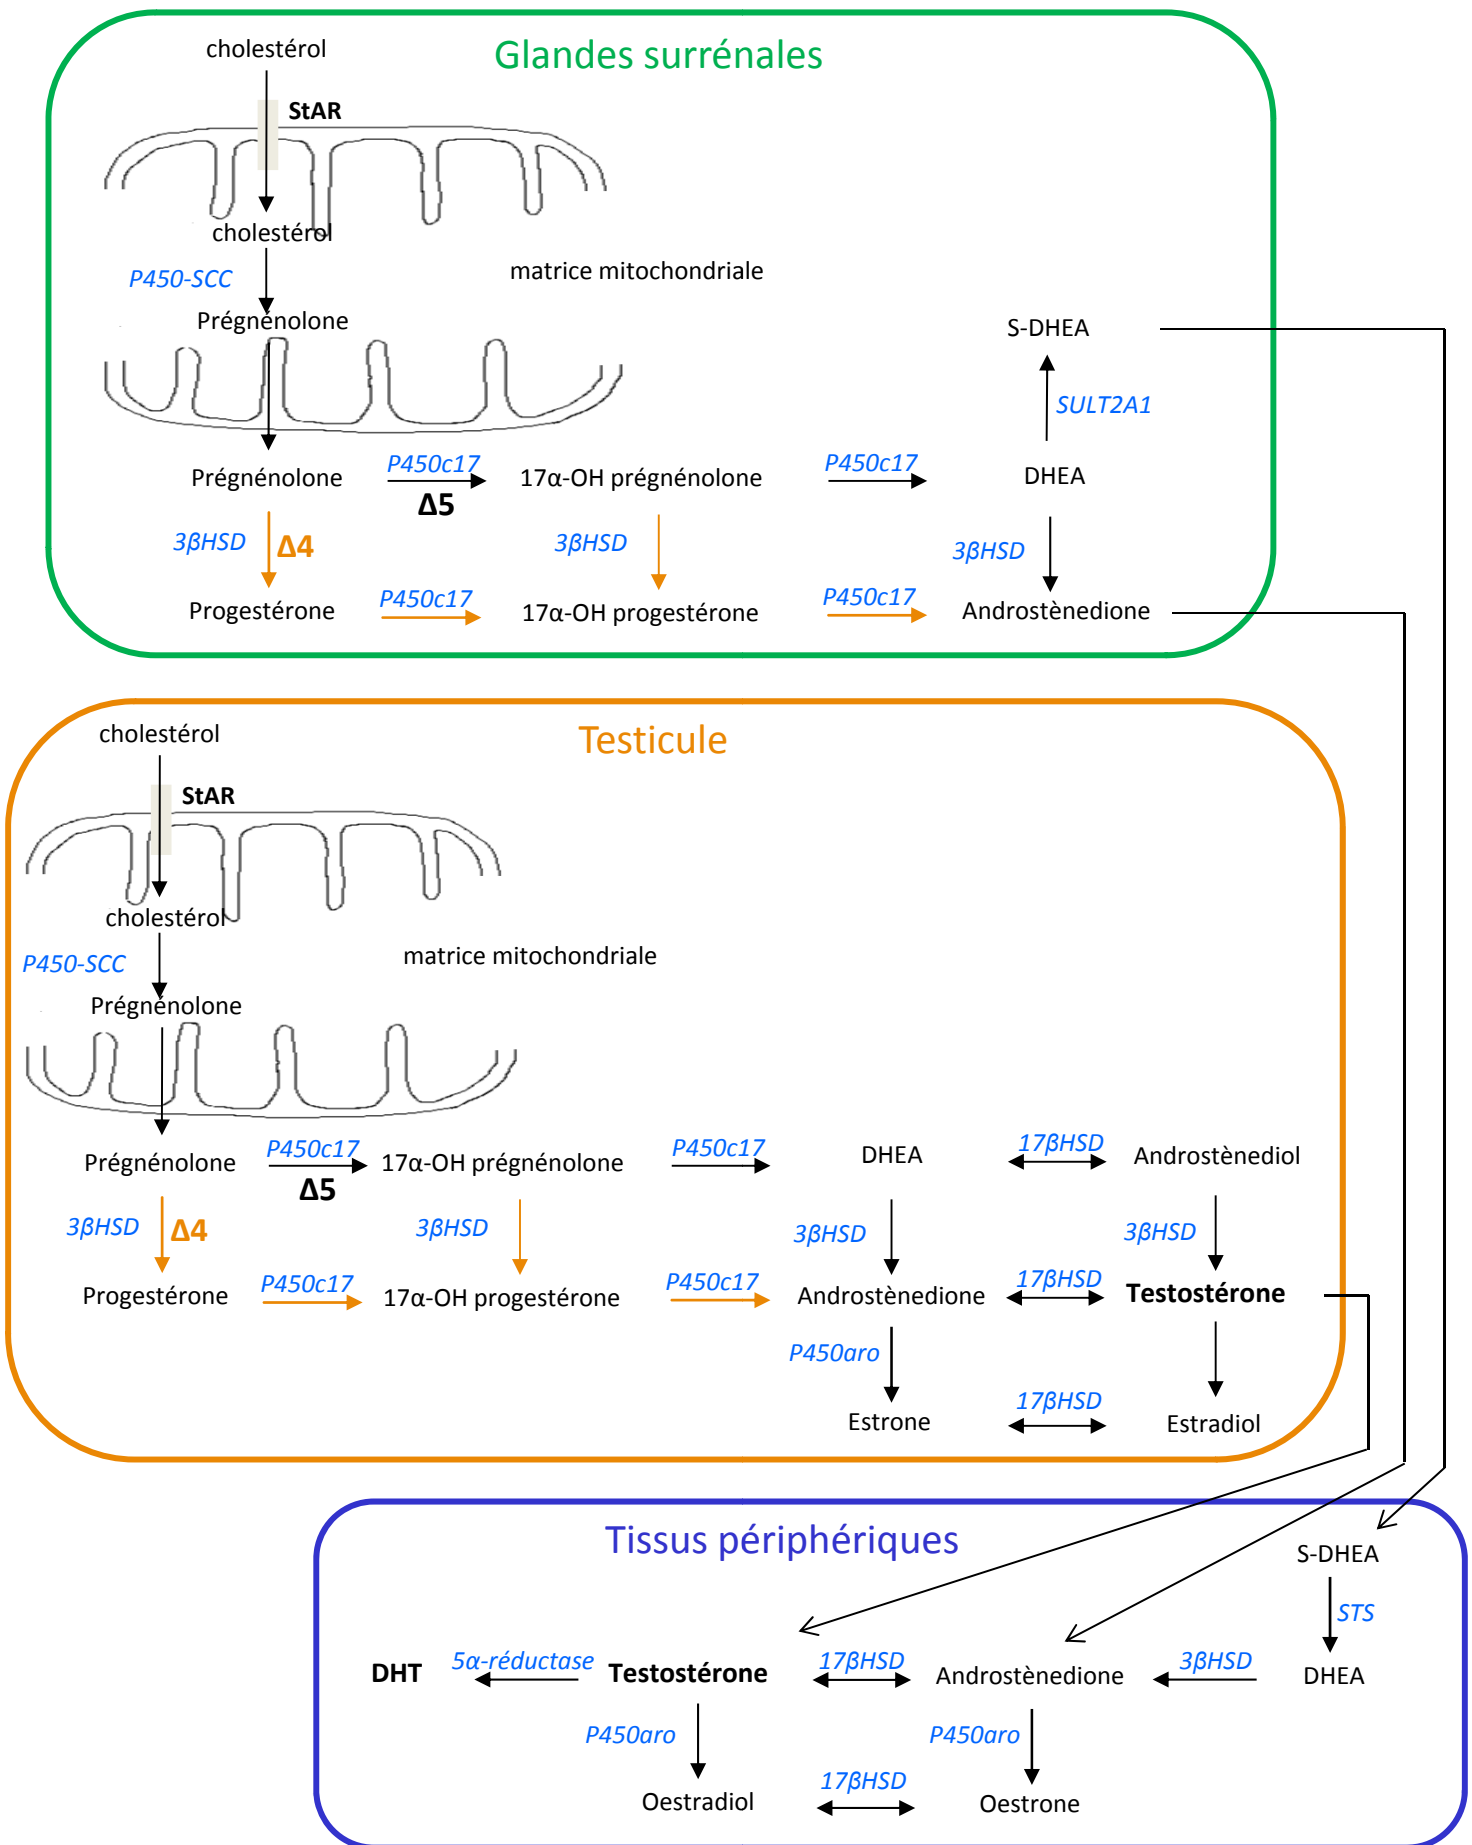 cholestérol
Glandes surrénales
StAR
cholestérol
P450-SCC
matrice mitochondriale
Prégnénolone
S-DHEA
SULT2A1
Prégnénolone
P450c17
Δ5
17α-OH prégnénolone
P450c17
DHEA
3βHSD
Δ4
3βHSD
3βHSD
Progestérone
P450c17
17α-OH progestérone
P450c17
Androstènedione
cholestérol
Testicule
StAR
cholestérol
P450-SCC
matrice mitochondriale
Prégnénolone
Prégnénolone
P450c17
Δ5
17α-OH prégnénolone
P450c17
DHEA
17βHSD
Androstènediol
3βHSD
Δ4
3βHSD
3βHSD
3βHSD
Progestérone
P450c17
17α-OH progestérone
P450c17
Androstènedione
17βHSD
Testostérone
P450aro
Estrone
17βHSD
Estradiol
Tissus périphériques
S-DHEA
STS
DHT
5α-réductase
Testostérone
17βHSD
Androstènedione
3βHSD
DHEA
P450aro
P450aro
Oestradiol
17βHSD
Oestrone